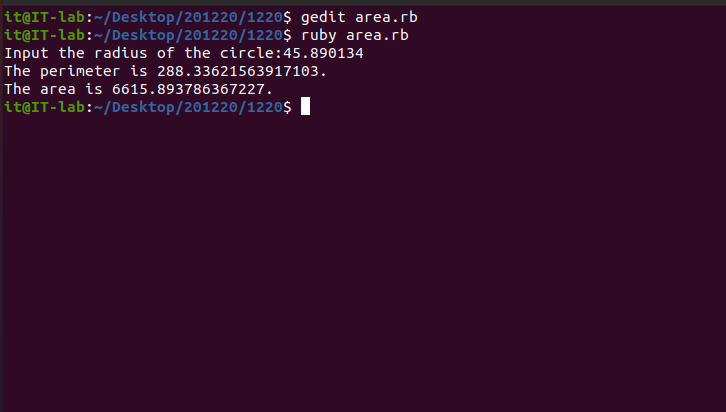 it@IT-lab:~/Desktop/201220/1220$ gedit area.rb
it@IT-lab:~/Desktop/201220/1220$ ruby area.rb
Input the radius of the circle:45.890134
The perimeter is 288.33621563917103.
The area is 6615.893786367227.
it@IT-lab:~/Desktop/201220/1220$